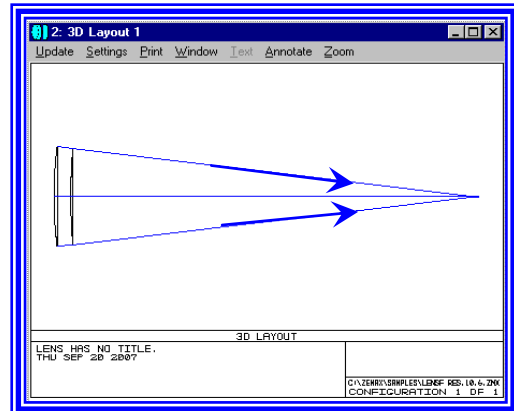 2: 3D Layout 1
Update Settings Print Window Text Annotate Zoom
3D LAYOUT
LENS HAS NO TITLE.
THU SEP 20 2007
C:\ZEMAX\SAMPLES\LENSF RES.10.6.ZMX
CONFIGURATION 1 OF 1